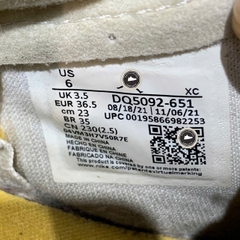 US
6
XC
UK 3.5
DQ5092-651
EUR 36.5
08/18/21 11/06/21
cm 23
UPC 00195866982253
BR 35
CN 230(2.5)
MADE IN CHINA
HECHO EN CHINA
FABRIQUÉ EN CHINE
FABRICADO NA CHINA